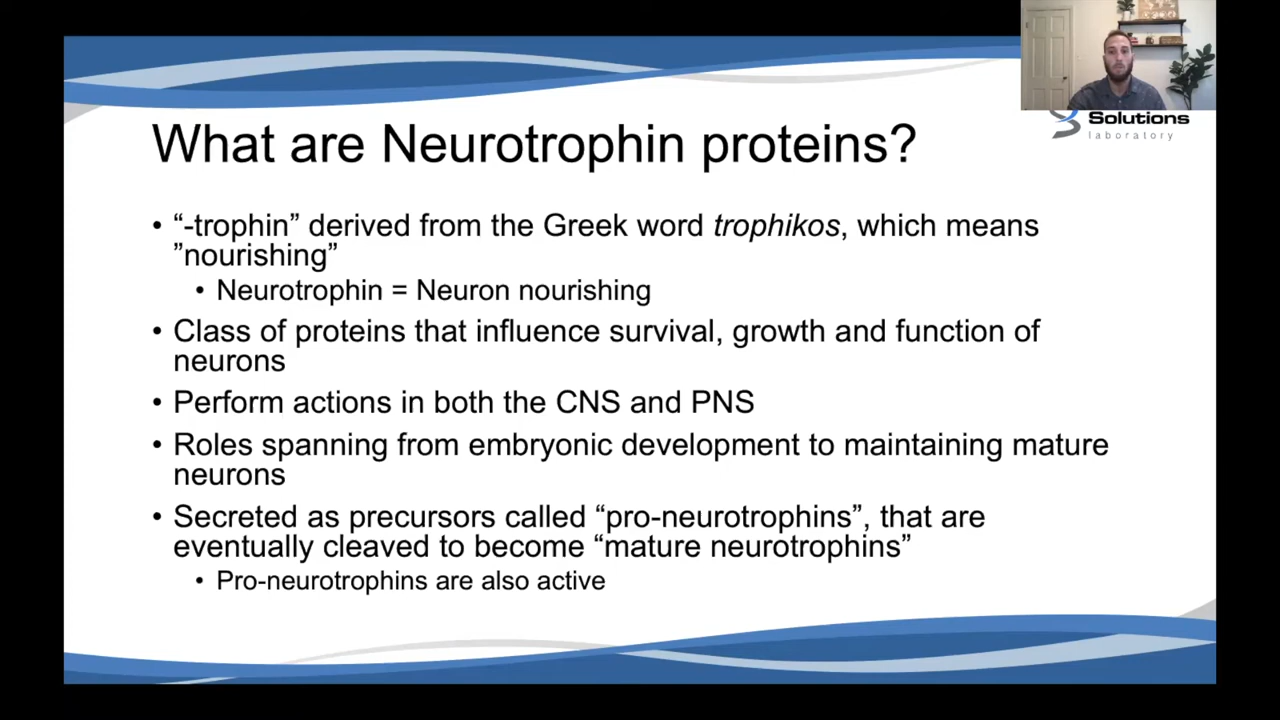 Solutions
laboratory
What are Neurotrophin proteins?
• “-trophin” derived from the Greek word trophikos, which means
”nourishing”
• Neurotrophin = Neuron nourishing
• Class of proteins that influence survival, growth and function of
neurons
• Perform actions in both the CNS and PNS
• Roles spanning from embryonic development to maintaining mature
neurons
• Secreted as precursors called “pro-neurotrophins”, that are
eventually cleaved to become “mature neurotrophins”
• Pro-neurotrophins are also active